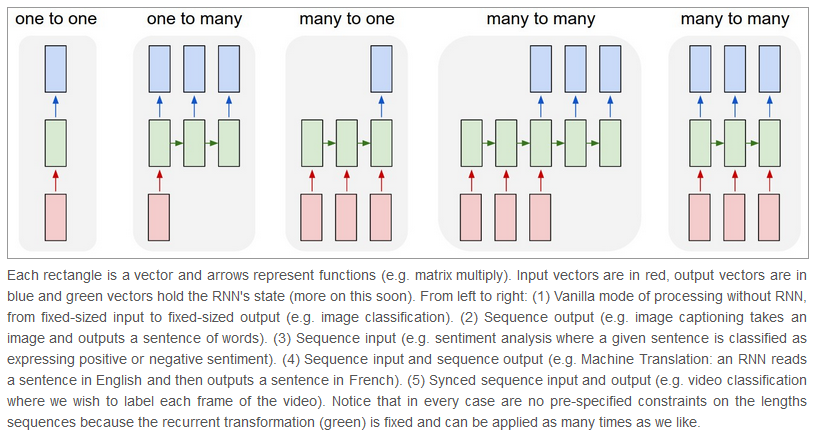 one to one
one to many
many to one
many to many
many to many
Each rectangle is a vector and arrows represent functions (e.g. matrix multiply). Input vectors are in red, output vectors are in
blue and green vectors hold the RNN's state (more on this soon). From left to right: (1) Vanilla mode of processing without RNN,
from fixed-sized input to fixed-sized output (e.g. image classification). (2) Sequence output (e.g. image captioning takes an
image and outputs a sentence of words). (3) Sequence input (e.g. sentiment analysis where a given sentence is classified as
expressing positive or negative sentiment). (4) Sequence input and sequence output (e.g. Machine Translation: an RNN reads
a sentence in English and then outputs a sentence in French). (5) Synced sequence input and output (e.g. video classification
where we wish to label each frame of the video). Notice that in every case are no pre-specified constraints on the lengths
sequences because the recurrent transformation (green) is fixed and can be applied as many times as we like.